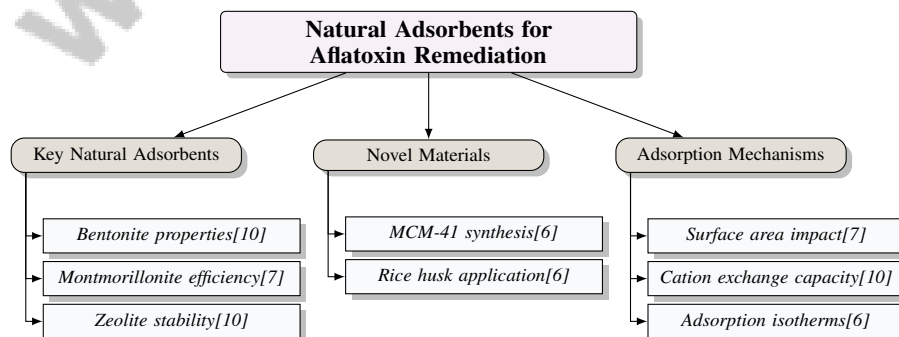 Natural Adsorbents for
Aflatoxin Remediation
Key Natural Adsorbents
Bentonite properties[10]
Montmorillonite efficiency[7]
Zeolite stability[10]
Novel Materials
MCM-41 synthesis[6]
Rice husk application[6]
Adsorption Mechanisms
Surface area impact[7]
Cation exchange capacity[10]
Adsorption isotherms[6]